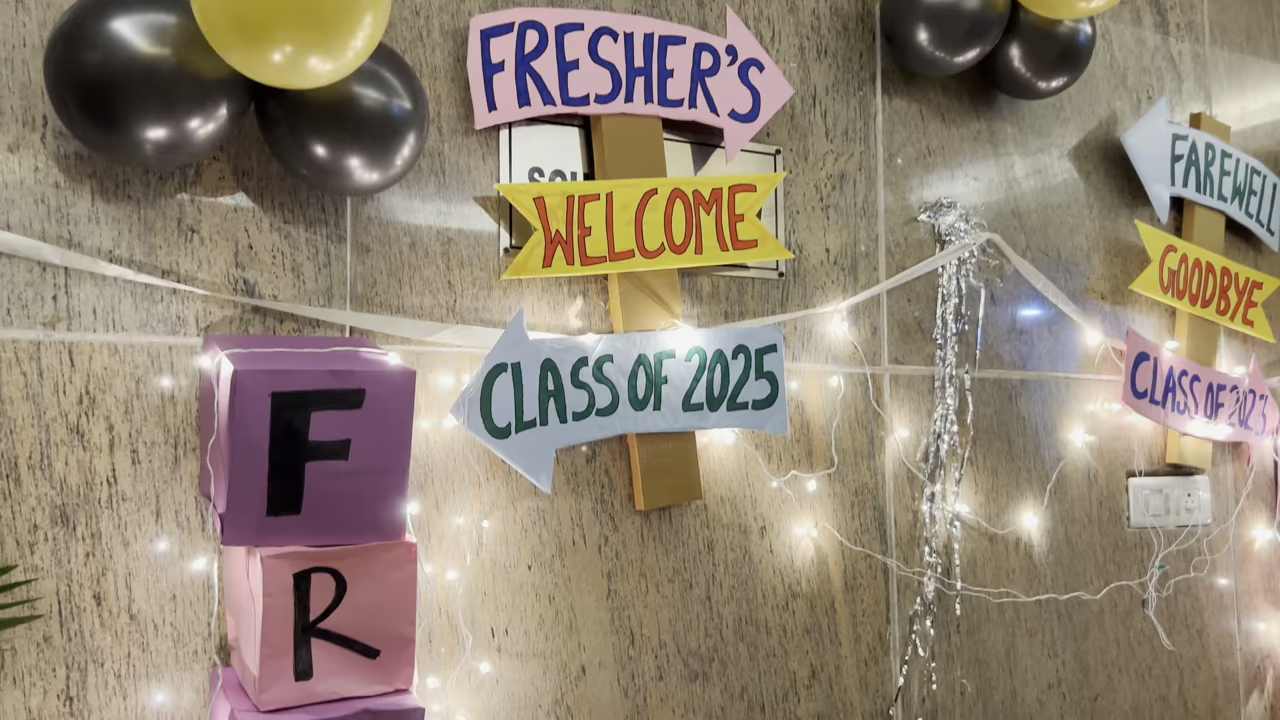 FRESHER'S
WELCOME
CLASS OF 2025
FAREWELL
GOODBYE
CLASS OF 2023
F
R